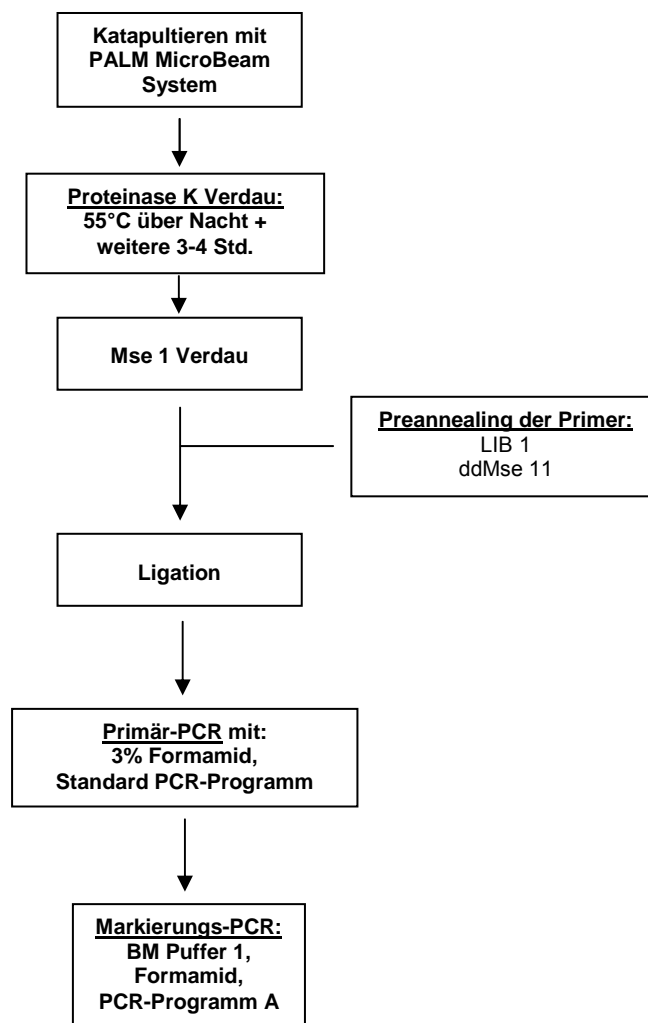 Katapultieren mit
PALM MicroBeam
System
Proteinase K Verdau:
55°C über Nacht +
weitere 3-4 Std.
Mse 1 Verdau
Preannealing der Primer:
LIB 1
ddMse 11
Ligation
Primär-PCR mit:
3% Formamid,
Standard PCR-Programm
Markierungs-PCR:
BM Puffer 1,
Formamid,
PCR-Programm A